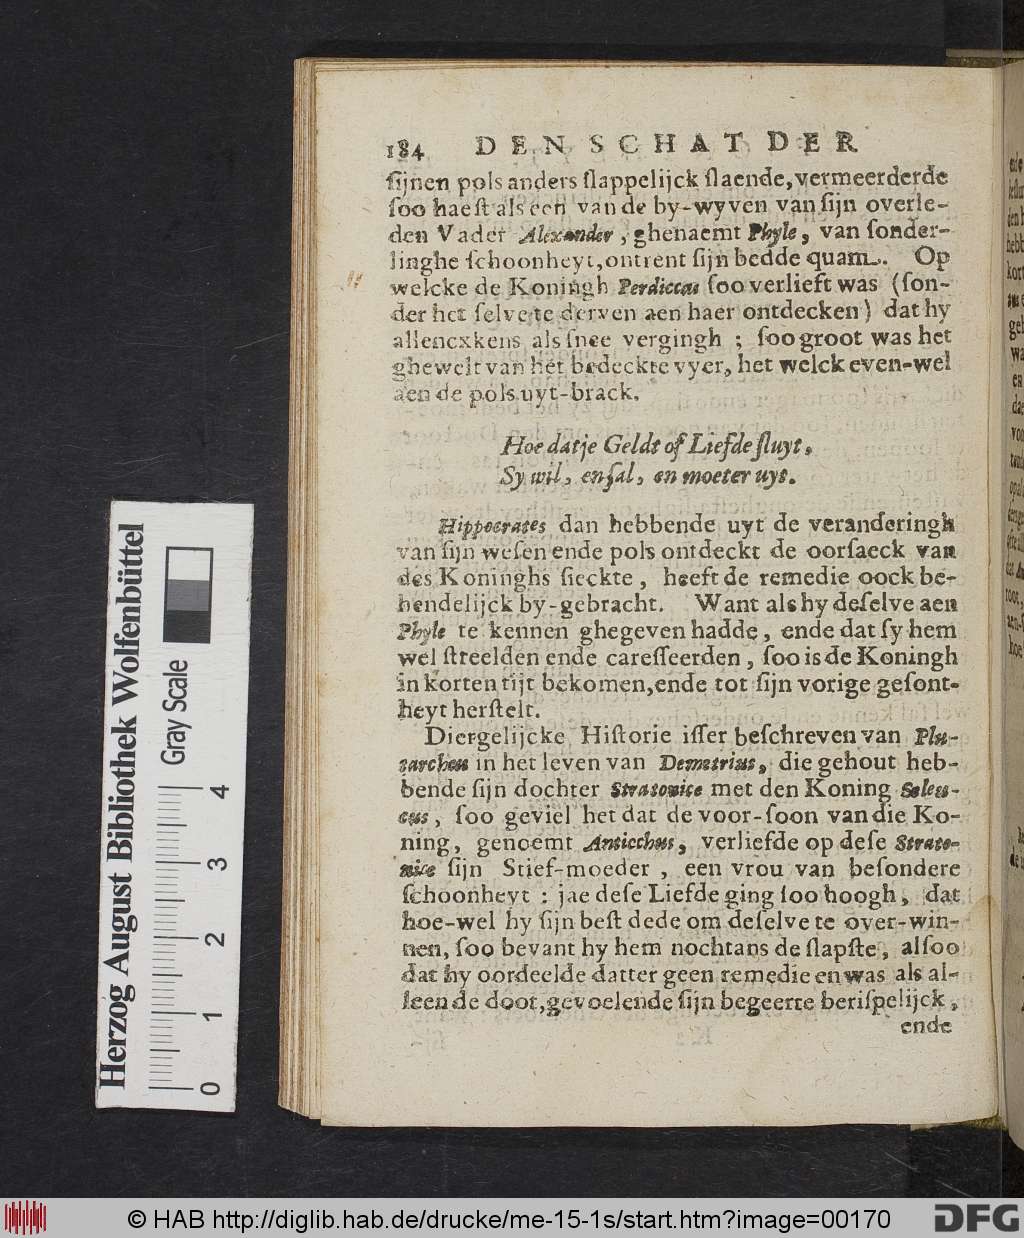 184 DEN SCHAT DER
ſijnen pols anders ſlappelijck ſlaende, vermeerderde
ſoo haeſt als een van de by-wyven van ſijn overle-
den Vader Alexander, ghenaemt Phyle, van ſonder-
linghe ſchoonheyt, ontrent ſijn bedde quam. Op
welcke de Koningh Perdiccas ſoo verlieft was (ſon-
der het ſelve te derven aen haer ontdecken) dat hy
allencxkens als ſnee vergingh ; ſoo groot was het
ghewelt van het bedeckte vyer, het welck even-wel
aen de pols uyt-brack.
Hoe datje Geldt of Liefde ſluyt,
Sy wil, en ſal, en moeter uyt.
Hippocrates dan hebbende uyt de veranderingh
van ſijn weſen ende pols ontdeckt de oorſaeck van
des Koninghs ſieckte, heeft de remedie oock be-
hendelijck by-gebracht. Want als hy deſelve aen
Phyle te kennen ghegeven hadde, ende dat ſy hem
wel ſtreelden ende careſſeerden, ſoo is de Koningh
in korten tijt bekomen, ende tot ſijn vorige geſont-
heyt herſtelt.
Diergelijcke Hiſtorie iſſer beſchreven van Plu-
tarchus in het leven van Demetrius, die gehout heb-
bende ſijn dochter Stratonice met den Koning Seleu-
cus, ſoo geviel het dat de voor-ſoon van die Ko-
ning, genoemt Antiochus, verliefde op deſe Strato-
nice ſijn Stief-moeder, een vrou van beſondere
ſchoonheyt : jae deſe Liefde ging ſoo hoogh, dat
hoe-wel hy ſijn beſt dede om deſelve te over-win-
nen, ſoo bevant hy hem nochtans de ſlapſte, alſoo
dat hy oordeelde datter geen remedie en was als al-
leen de doot, gevoelende ſijn begeerte beriſpelijck,
ende
Herzog August Bibliothek Wolfenbüttel
Gray Scale
0 1 2 3 4
© HAB http://diglib.hab.de/drucke/me-15-1s/start.htm?image=00170
DFG